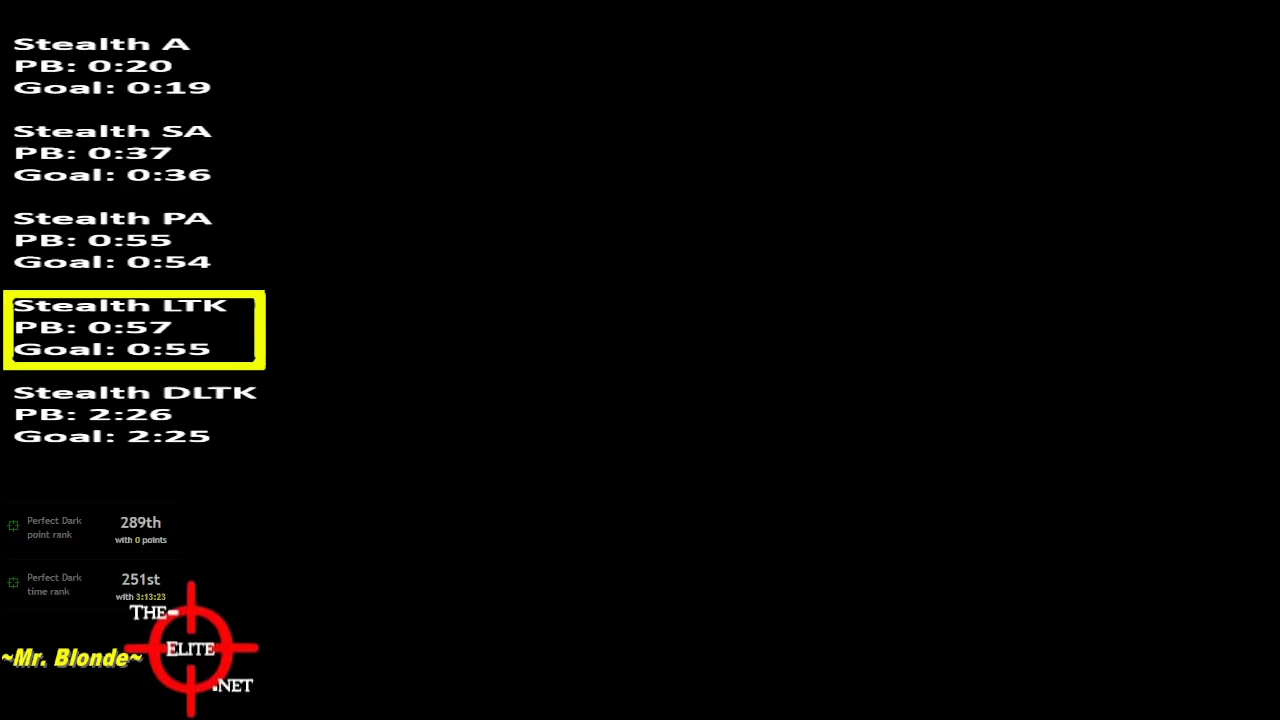 Stealth A
PB: 0:20
Goal: 0:19
Stealth SA
PB: 0:37
Goal: 0:36
Stealth PA
PB: 0:55
Goal: 0:54
Stealth LTK
PB: 0:57
Goal: 0:55
Stealth DLTK
PB: 2:26
Goal: 2:25
Perfect Dark
point rank
289th
with 0 points
Perfect Dark
time rank
251st
with 3:13:23
THE-
ELITE
.NET
~Mr. Blonde~